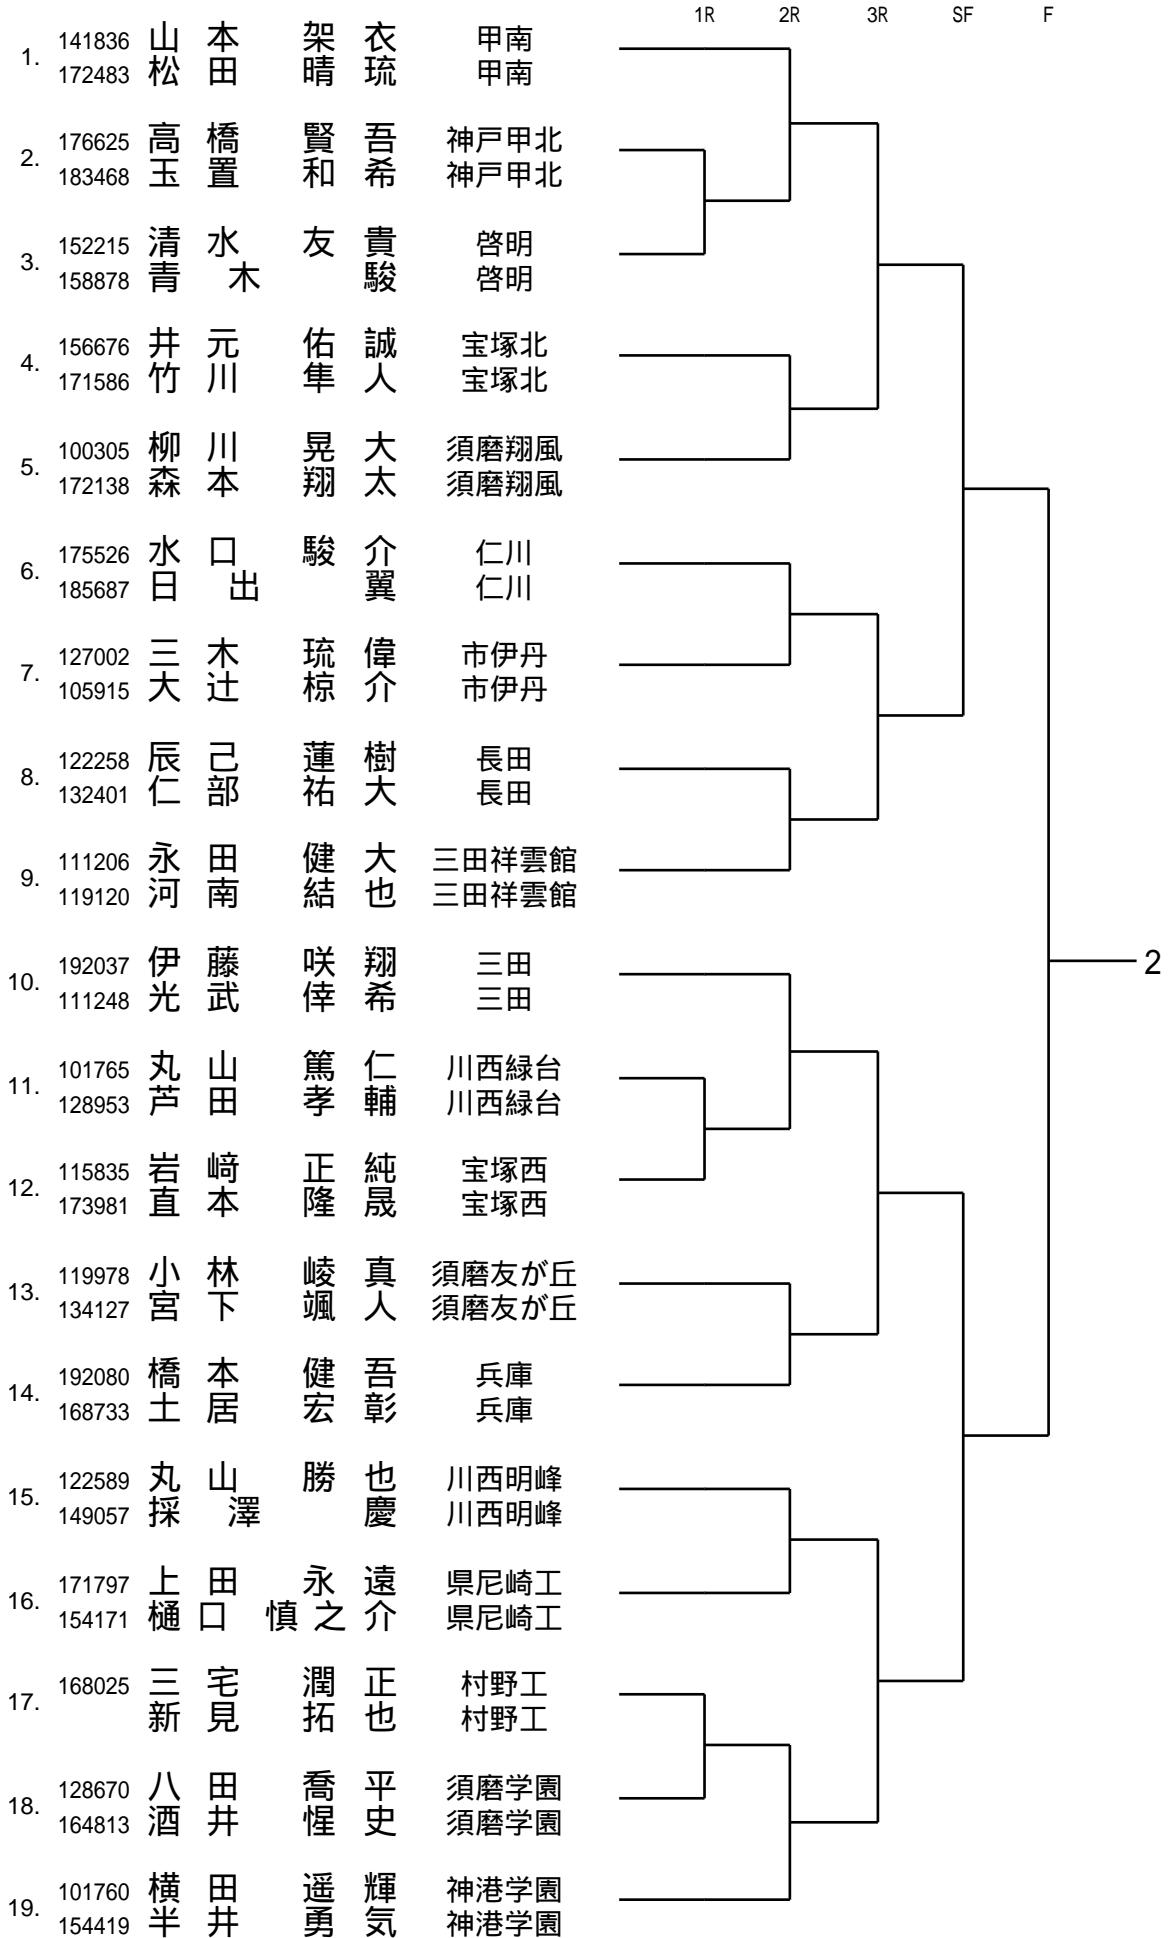 1R 2R 3R SF F
1. 141836 山本 架衣 甲南
172483 松田 晴琉 甲南
2. 176625 高橋 賢吾 神戸甲北
183468 玉置 和希 神戸甲北
3. 152215 清水 友貴 啓明
158878 青木 駿 啓明
4. 156676 井元 佑誠 宝塚北
171586 竹川 隼人 宝塚北
5. 100305 柳川 晃大 須磨翔風
172138 森本 翔太 須磨翔風
6. 175526 水口 駿介 仁川
185687 日出 翼 仁川
7. 127002 三木 琉偉 市伊丹
105915 大辻 椋介 市伊丹
8. 122258 辰己 蓮樹 長田
132401 仁部 祐大 長田
9. 111206 永田 健大 三田祥雲館
119120 河南 結也 三田祥雲館
10. 192037 伊藤 咲翔 三田
111248 光武 倖希 三田
2
11. 101765 丸山 篤仁 川西緑台
128953 芦田 孝輔 川西緑台
12. 115835 岩﨑 正純 宝塚西
173981 直本 隆晟 宝塚西
13. 119978 小林 崚真 須磨友が丘
134127 宮下 颯人 須磨友が丘
14. 192080 橋本 健吾 兵庫
168733 土居 宏彰 兵庫
15. 122589 丸山 勝也 川西明峰
149057 採澤 慶 川西明峰
16. 171797 上田 永遠 県尼崎工
154171 樋口 慎之介 県尼崎工
17. 168025 三宅 潤正 村野工
新見 拓也 村野工
18. 128670 八田 喬平 須磨学園
164813 酒井 惺史 須磨学園
19. 101760 横田 遥輝 神港学園
154419 半井 勇気 神港学園